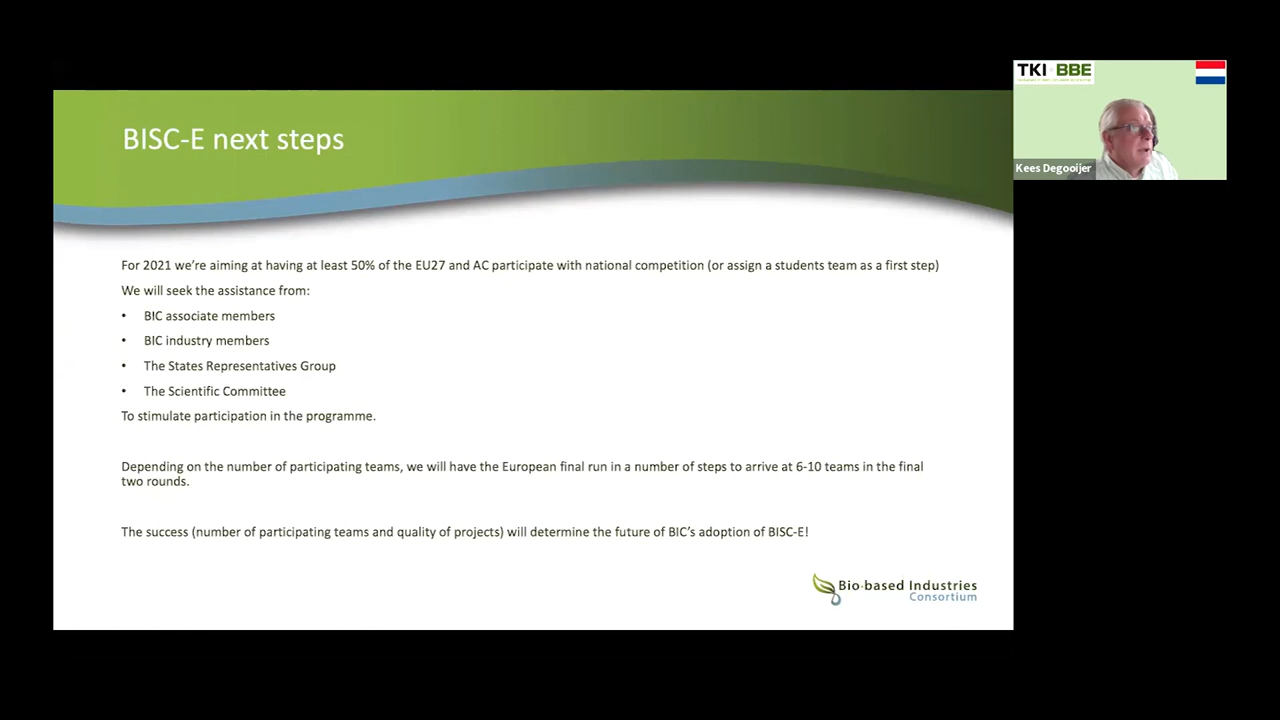 BISC-E next steps
TKI BBE
Kees Degooijer
For 2021 we're aiming at having at least 50% of the EU27 and AC participate with national competition (or assign a students team as a first step)
We will seek the assistance from:
• BIC associate members
• BIC industry members
• The States Representatives Group
• The Scientific Committee
To stimulate participation in the programme.
Depending on the number of participating teams, we will have the European final run in a number of steps to arrive at 6-10 teams in the final
two rounds.
The success (number of participating teams and quality of projects) will determine the future of BIC's adoption of BISC-E!
Bio-based Industries
Consortium